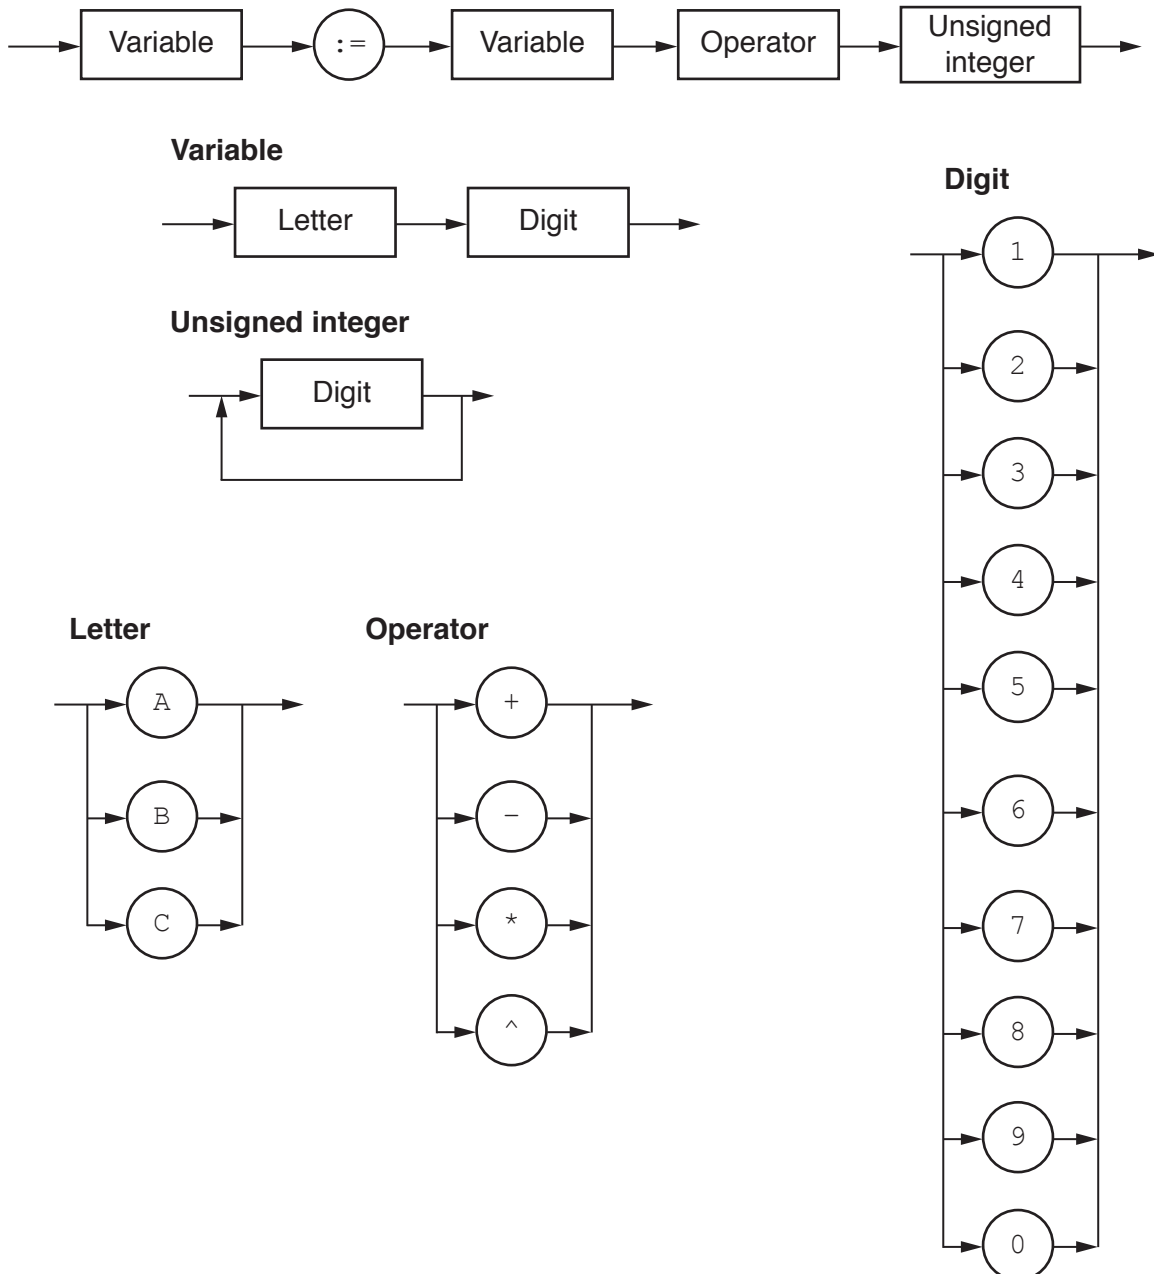 Variable := Variable Operator Unsigned
integer
Variable
Letter Digit
Unsigned integer
Digit
Letter
A
B
C
Operator
+
-
*
^
Digit
1
2
3
4
5
6
7
8
9
0